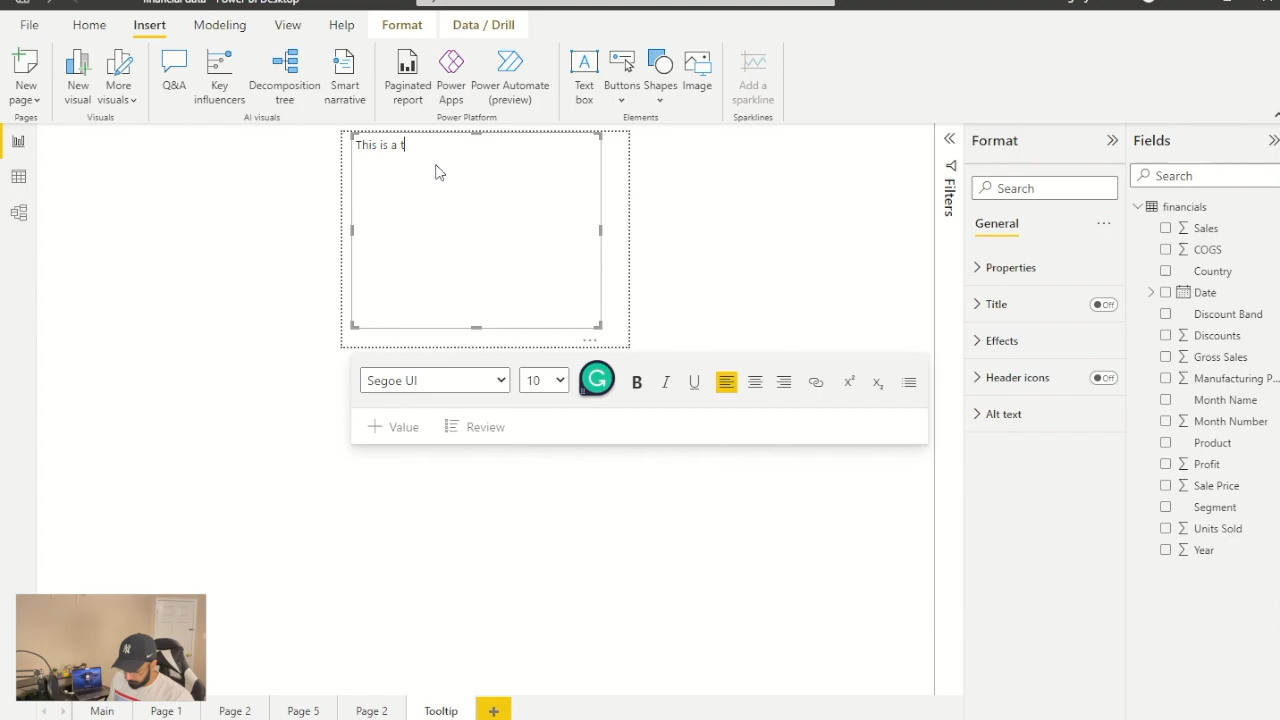 File Home Insert Modeling View Help Format Data / Drill
New page
New visual
More visuals
Q&A
Key influencers
Decomposition tree
Smart narrative
Paginated report
Power Apps
Power Automate (preview)
Text box
Buttons
Shapes
Image
Add a sparkline
Pages Visuals AI visuals Power Platform Elements Sparklines
This is a t
Segoe UI 10 G B I U x² x₂
+ Value Review
Filters
Format
Search
General
Properties
Title Off
Effects
Header icons Off
Alt text
Fields
Search
financials
Sales
COGS
Country
Date
Discount Band
Discounts
Gross Sales
Manufacturing P...
Month Name
Month Number
Product
Profit
Sale Price
Segment
Units Sold
Year
Main Page 1 Page 2 Page 5 Page 2 Tooltip +